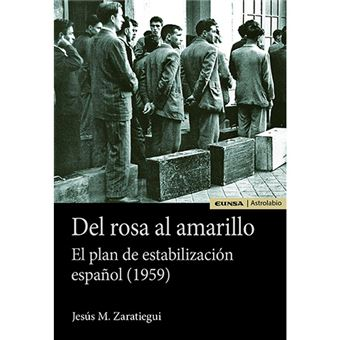 EUNSA | Astrolabio
Del rosa al amarillo
El plan de estabilización
español (1959)
Jesús M. Zaratiegui